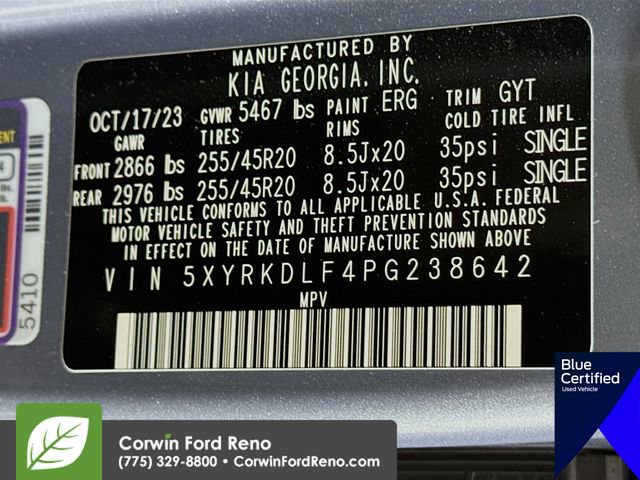 MANUFACTURED BY
KIA GEORGIA, INC.
OCT/17/23 GVWR 5467 lbs PAINT ERG TRIM GYT
GAWR TIRES RIMS COLD TIRE INFL
FRONT 2866 lbs 255/45R20 8.5Jx20 35psi SINGLE
REAR 2976 lbs 255/45R20 8.5Jx20 35psi SINGLE
THIS VEHICLE CONFORMS TO ALL APPLICABLE U.S.A. FEDERAL
MOTOR VEHICLE SAFETY AND THEFT PREVENTION STANDARDS
IN EFFECT ON THE DATE OF MANUFACTURE SHOWN ABOVE
VIN 5XYRKDLF4PG238642
MPV
5410
Blue
Certified
Used Vehicle
Corwin Ford Reno
(775) 329-8800 • CorwinFordReno.com